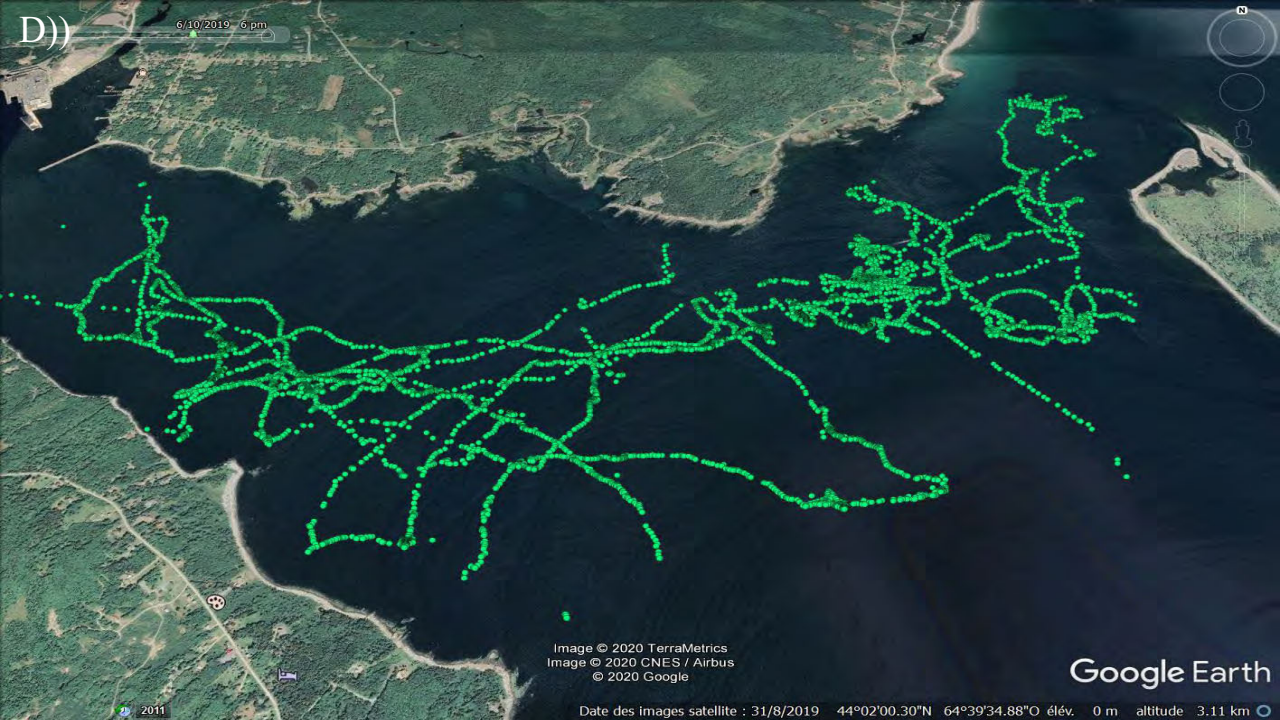 D))
6/10/2019 6 pm
N
Image © 2020 TerraMetrics
Image © 2020 CNES / Airbus
© 2020 Google
Google Earth
2011
Date des images satellite : 31/8/2019 44°02'00.30"N 64°39'34.88"O élév. 0 m altitude 3.11 km